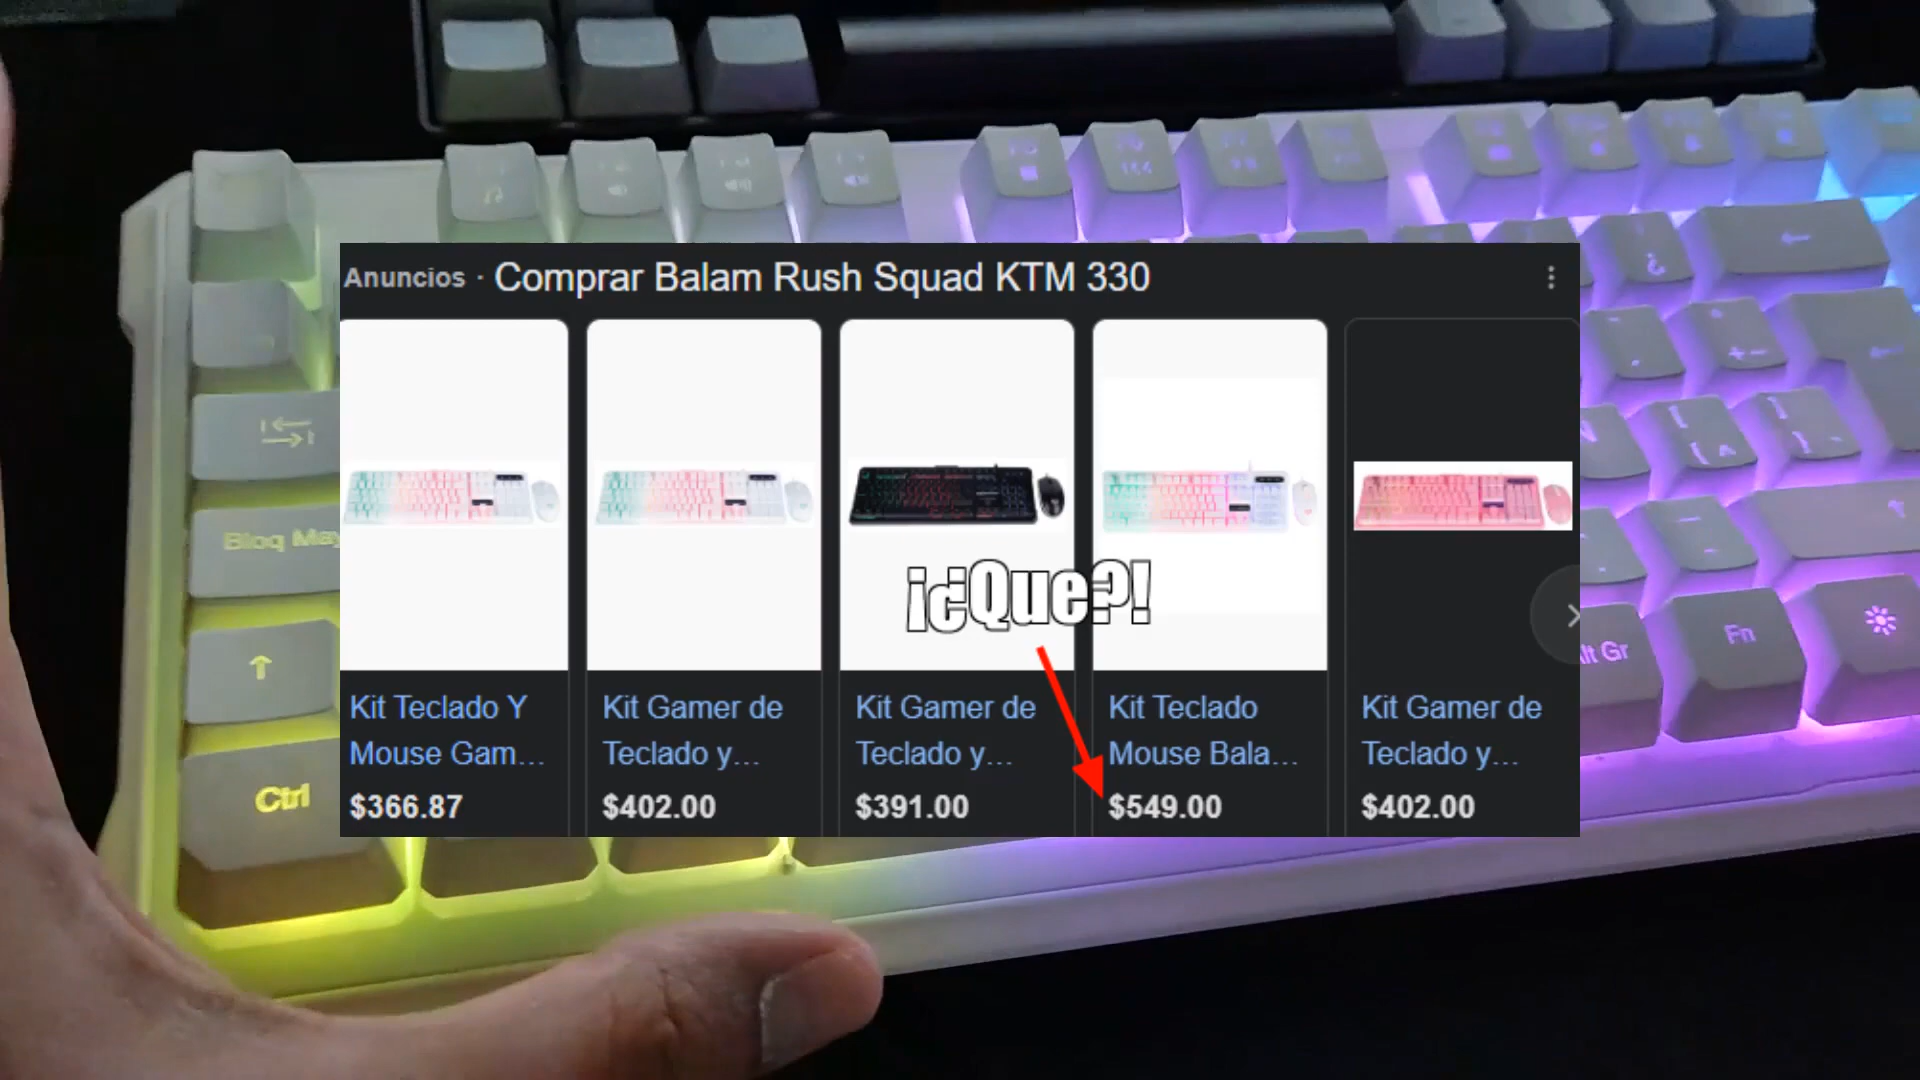 Anuncios · Comprar Balam Rush Squad KTM 330
¡¿Que?!
Kit Teclado Y
Mouse Gam...
$366.87
Kit Gamer de
Teclado y...
$402.00
Kit Gamer de
Teclado y...
$391.00
Kit Teclado
Mouse Bala...
$549.00
Kit Gamer de
Teclado y...
$402.00
Bloq May
Ctrl
Alt Gr
Fn